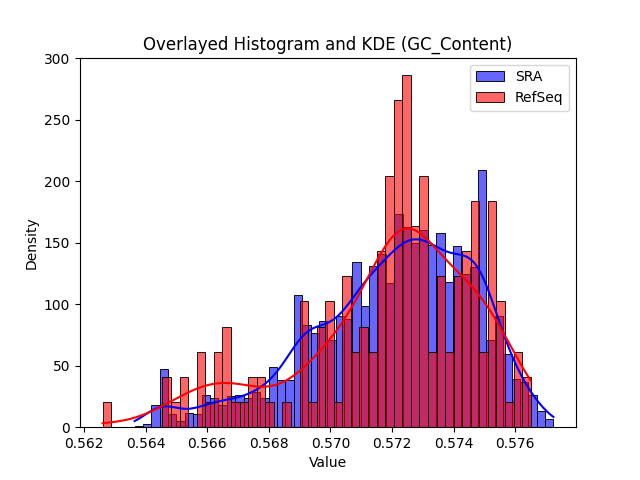 Overlayed Histogram and KDE (GC_Content)
SRA
RefSeq
300
250
200
150
100
50
0
Density
0.562 0.564 0.566 0.568 0.570 0.572 0.574 0.576
Value